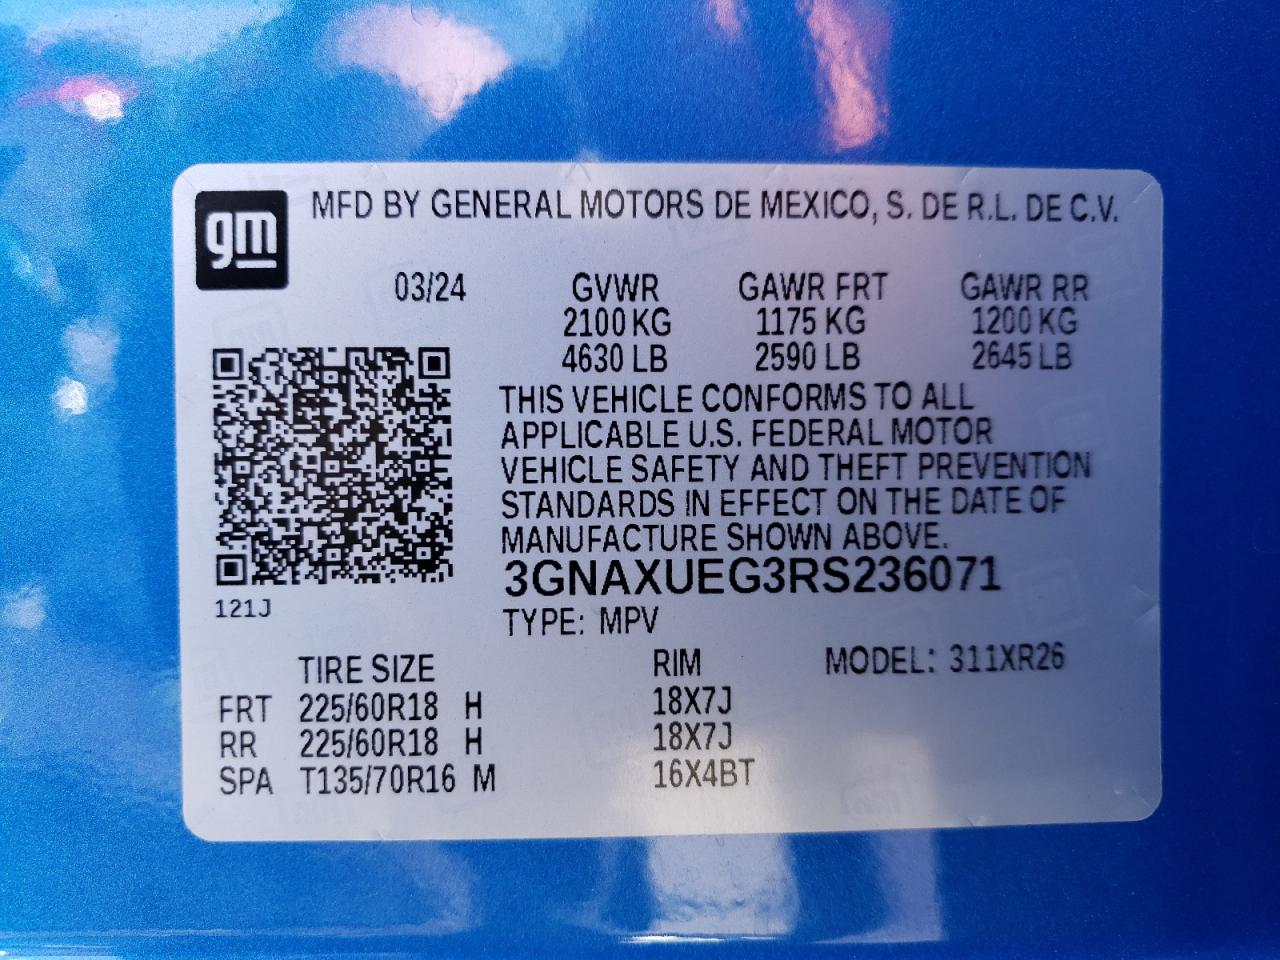 gm
MFD BY GENERAL MOTORS DE MEXICO, S. DE R.L. DE C.V.
03/24 GVWR GAWR FRT GAWR RR
2100 KG 1175 KG 1200 KG
4630 LB 2590 LB 2645 LB
THIS VEHICLE CONFORMS TO ALL
APPLICABLE U.S. FEDERAL MOTOR
VEHICLE SAFETY AND THEFT PREVENTION
STANDARDS IN EFFECT ON THE DATE OF
MANUFACTURE SHOWN ABOVE.
3GNAXUEG3RS236071
121J
TYPE: MPV
TIRE SIZE RIM MODEL: 311XR26
FRT 225/60R18 H 18X7J
RR 225/60R18 H 18X7J
SPA T135/70R16 M 16X4BT